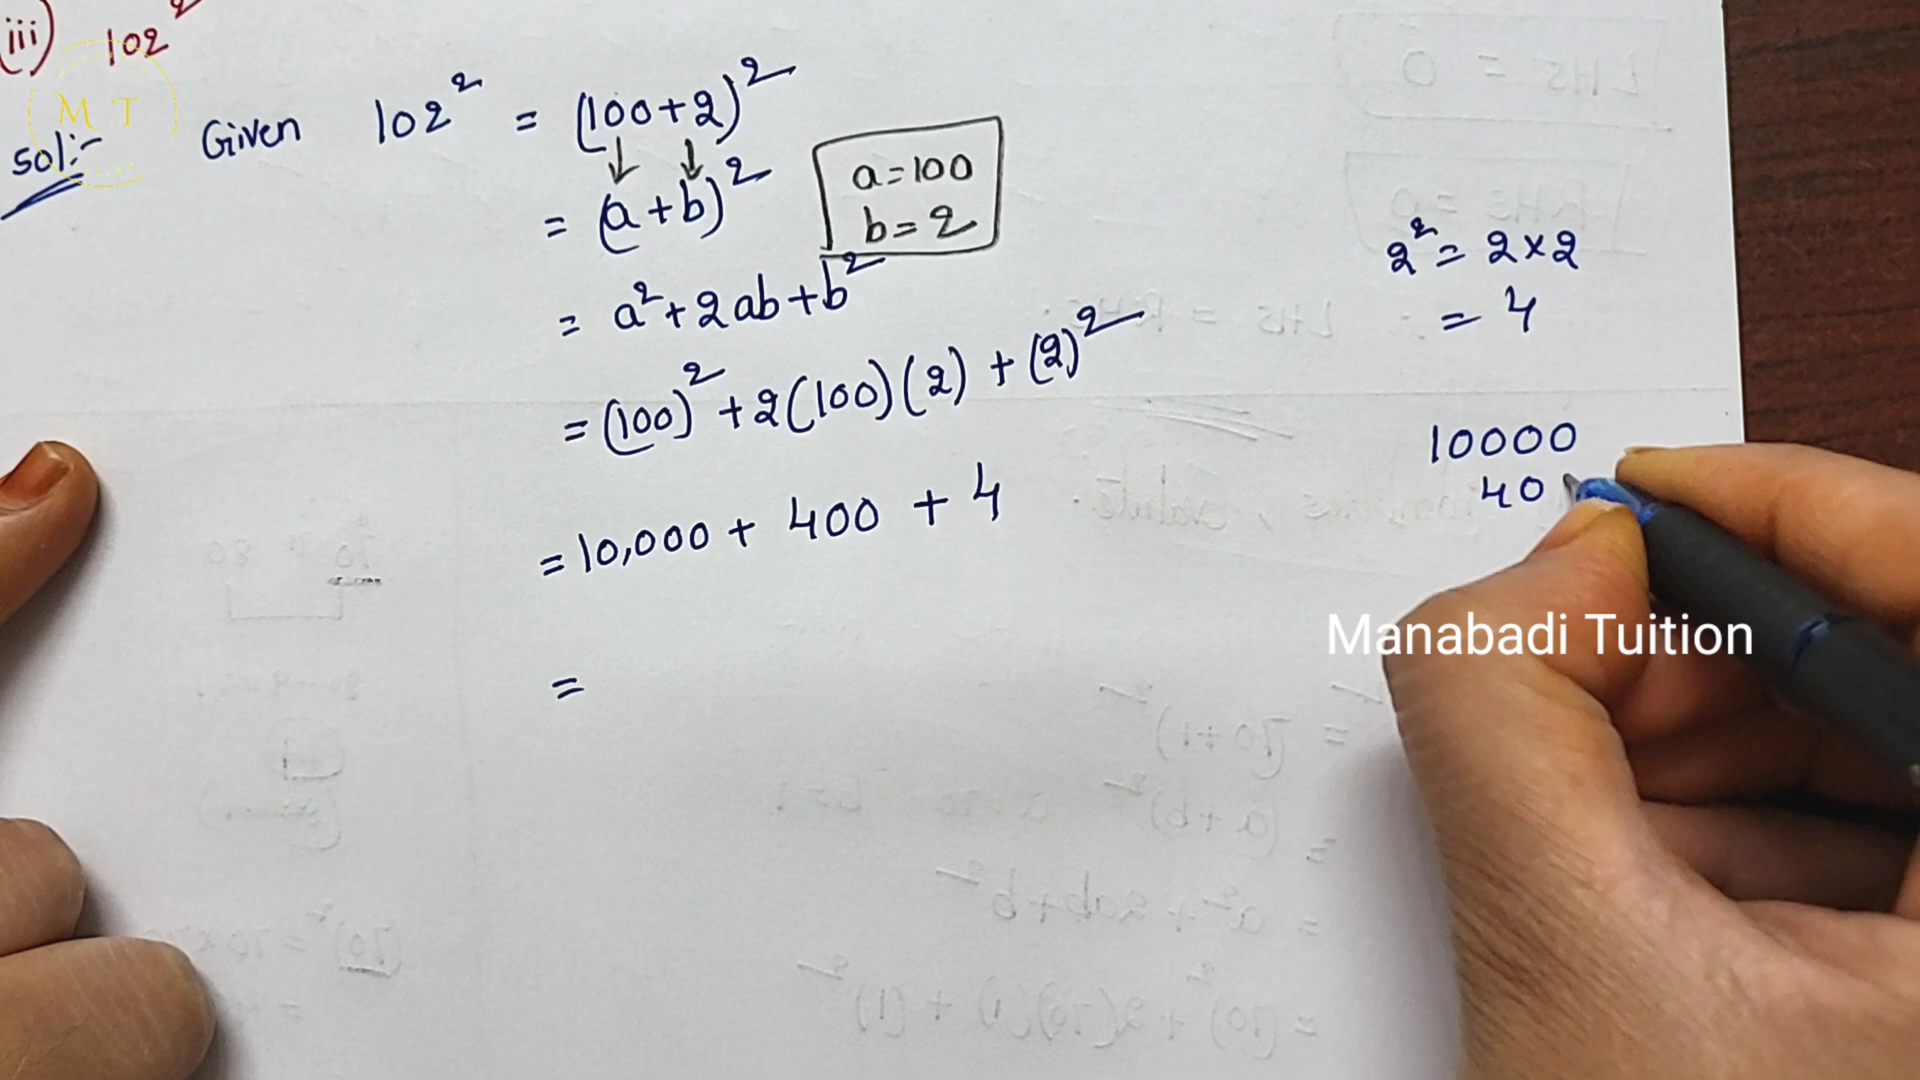 (iii) 102²
M T
Sol:- Given 102² = (100+2)²
= (a+b)²
a=100
b=2
= a²+2ab+b²
= (100)²+2(100)(2)+(2)²
= 10,000 + 400 + 4
=
2² = 2×2
= 4
10000
40
Manabadi Tuition